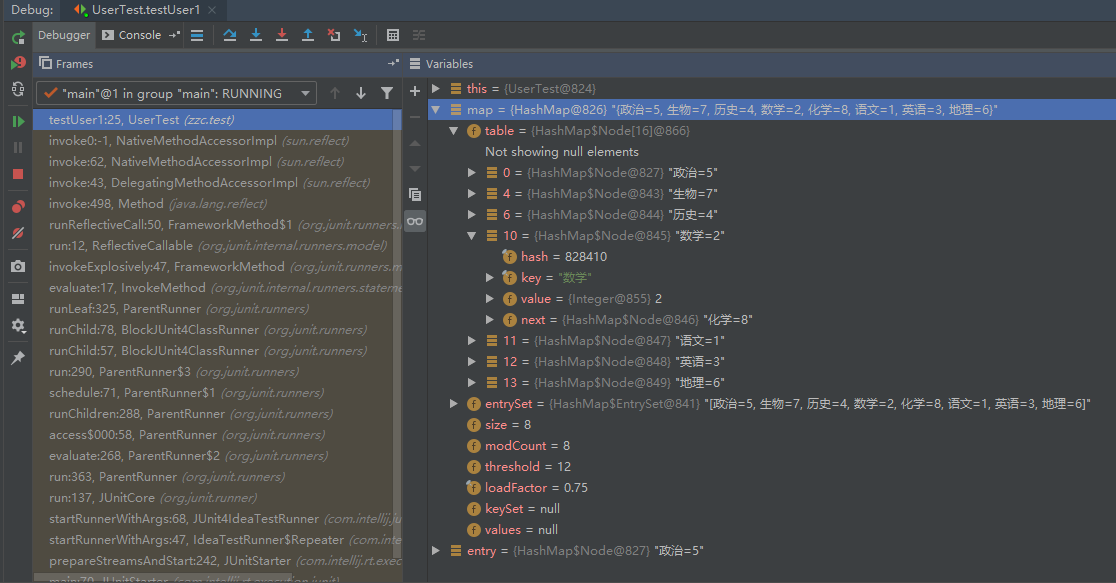 Debug: UserTest.testUser1
Debugger Console
Frames
"main"@1 in group "main": RUNNING
testUser1:25, UserTest (zzc.test)
invoke0:-1, NativeMethodAccessorImpl (sun.reflect)
invoke:62, NativeMethodAccessorImpl (sun.reflect)
invoke:43, DelegatingMethodAccessorImpl (sun.reflect)
invoke:498, Method (java.lang.reflect)
runReflectiveCall:50, FrameworkMethod$1 (org.junit.runners.
run:12, ReflectiveCallable (org.junit.internal.runners.model)
invokeExplosively:47, FrameworkMethod (org.junit.runners.m
evaluate:17, InvokeMethod (org.junit.internal.runners.stateme
runLeaf:325, ParentRunner (org.junit.runners)
runChild:78, BlockJUnit4ClassRunner (org.junit.runners)
runChild:57, BlockJUnit4ClassRunner (org.junit.runners)
run:290, ParentRunner$3 (org.junit.runners)
schedule:71, ParentRunner$1 (org.junit.runners)
runChildren:288, ParentRunner (org.junit.runners)
access$000:58, ParentRunner (org.junit.runners)
evaluate:268, ParentRunner$2 (org.junit.runners)
run:363, ParentRunner (org.junit.runners)
run:137, JUnitCore (org.junit.runner)
startRunnerWithArgs:68, JUnit4IdeaTestRunner (com.intellij.ju
startRunnerWithArgs:47, IdeaTestRunner$Repeater (com.intellij.rt
prepareStreamsAndStart:242, JUnitStarter (com.intellij.rt.exec
main:70, JUnitStarter (com.intellij.rt.execution.junit)
Variables
this = {UserTest@824}
map = {HashMap@826} "{政治=5, 生物=7, 历史=4, 数学=2, 化学=8, 语文=1, 英语=3, 地理=6}"
table = {HashMap$Node[16]@866}
Not showing null elements
0 = {HashMap$Node@827} "政治=5"
4 = {HashMap$Node@843} "生物=7"
6 = {HashMap$Node@844} "历史=4"
10 = {HashMap$Node@845} "数学=2"
hash = 828410
key = "数学"
value = {Integer@855} 2
next = {HashMap$Node@846} "化学=8"
11 = {HashMap$Node@847} "语文=1"
12 = {HashMap$Node@848} "英语=3"
13 = {HashMap$Node@849} "地理=6"
entrySet = {HashMap$EntrySet@841} "[政治=5, 生物=7, 历史=4, 数学=2, 化学=8, 语文=1, 英语=3, 地理=6]"
size = 8
modCount = 8
threshold = 12
loadFactor = 0.75
keySet = null
values = null
entry = {HashMap$Node@827} "政治=5"